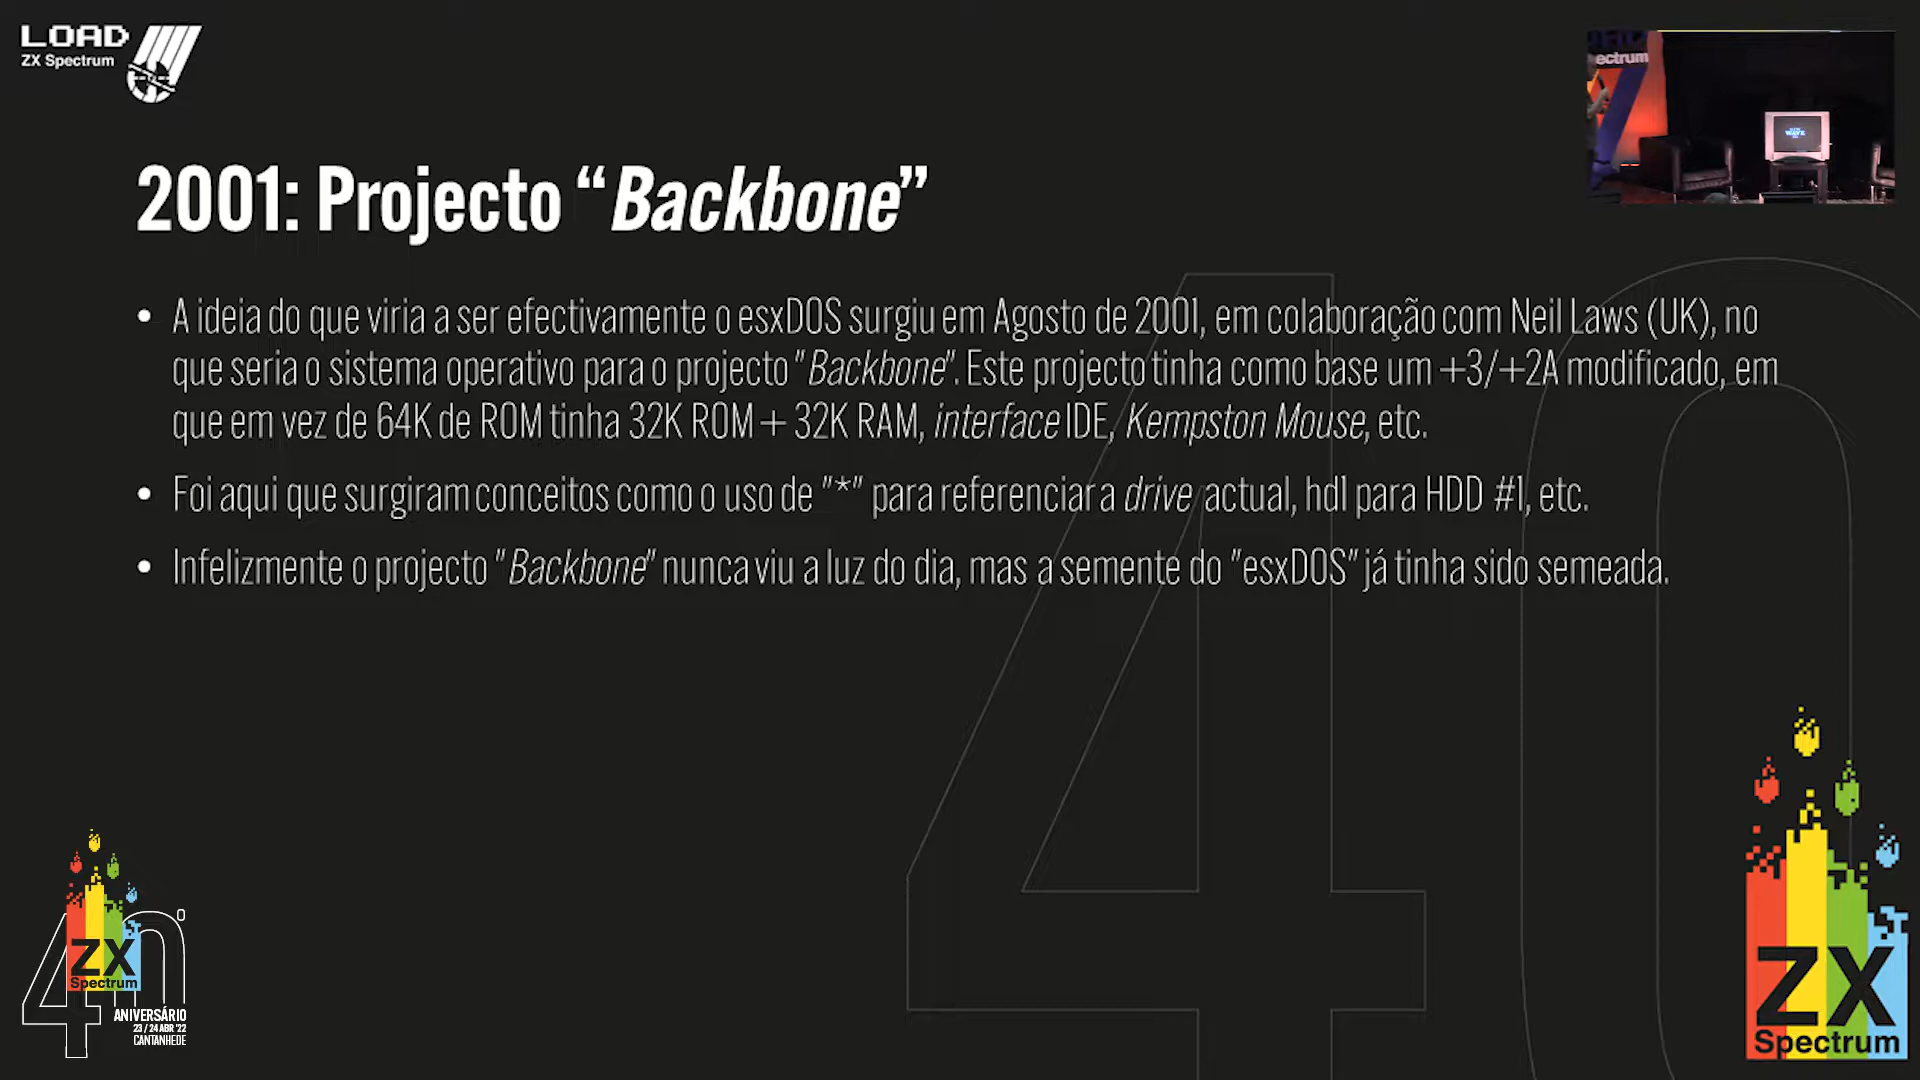 LOAD
ZX Spectrum
ectrum
2001: Projecto “Backbone”
• A ideia do que viria a ser efectivamente o esxDOS surgiu em Agosto de 2001, em colaboração com Neil Laws (UK), no
que seria o sistema operativo para o projecto "Backbone". Este projecto tinha como base um +3/+2A modificado, em
que em vez de 64K de ROM tinha 32K ROM + 32K RAM, interface IDE, Kempston Mouse, etc.
• Foi aqui que surgiram conceitos como o uso de "*" para referenciar a drive actual, hd1 para HDD #1, etc.
• Infelizmente o projecto "Backbone" nunca viu a luz do dia, mas a semente do "esxDOS" já tinha sido semeada.
40
40º
ZX
Spectrum
ANIVERSÁRIO
23 / 24 ABR '22
CANTANHEDE
ZX
Spectrum